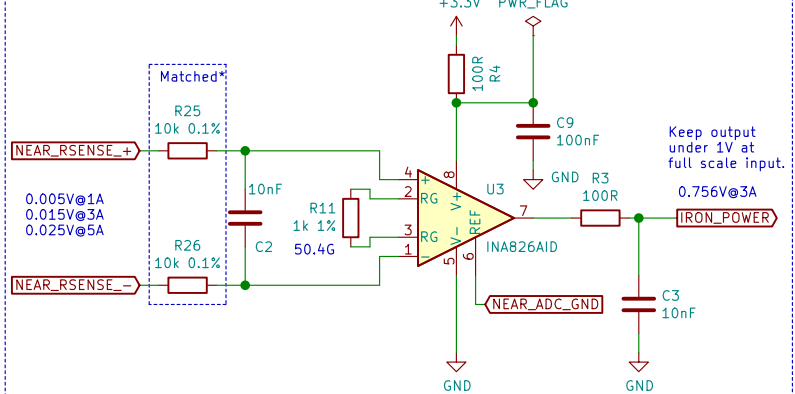 +3.3V PWR_FLAG
Matched*
R25
10k 0.1%
100R
R4
C9
100nF
Keep output
under 1V at
full scale input.
NEAR_RSENSE_+
GND
R3
100R
0.756V@3A
0.005V@1A
0.015V@3A
0.025V@5A
10nF
C2
R11
1k 1%
50.4G
4
2
3
1
+
RG
RG
-
8
V+
U3
REF
V-
5
6
7
INA826AID
IRON_POWER
R26
10k 0.1%
NEAR_RSENSE_-
NEAR_ADC_GND
C3
10nF
GND
GND